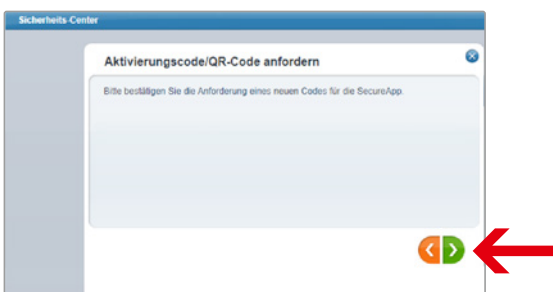 Sicherheits-Center
Aktivierungscode/QR-Code anfordern
Bitte bestätigen Sie die Anforderung eines neuen Codes für die SecureApp.